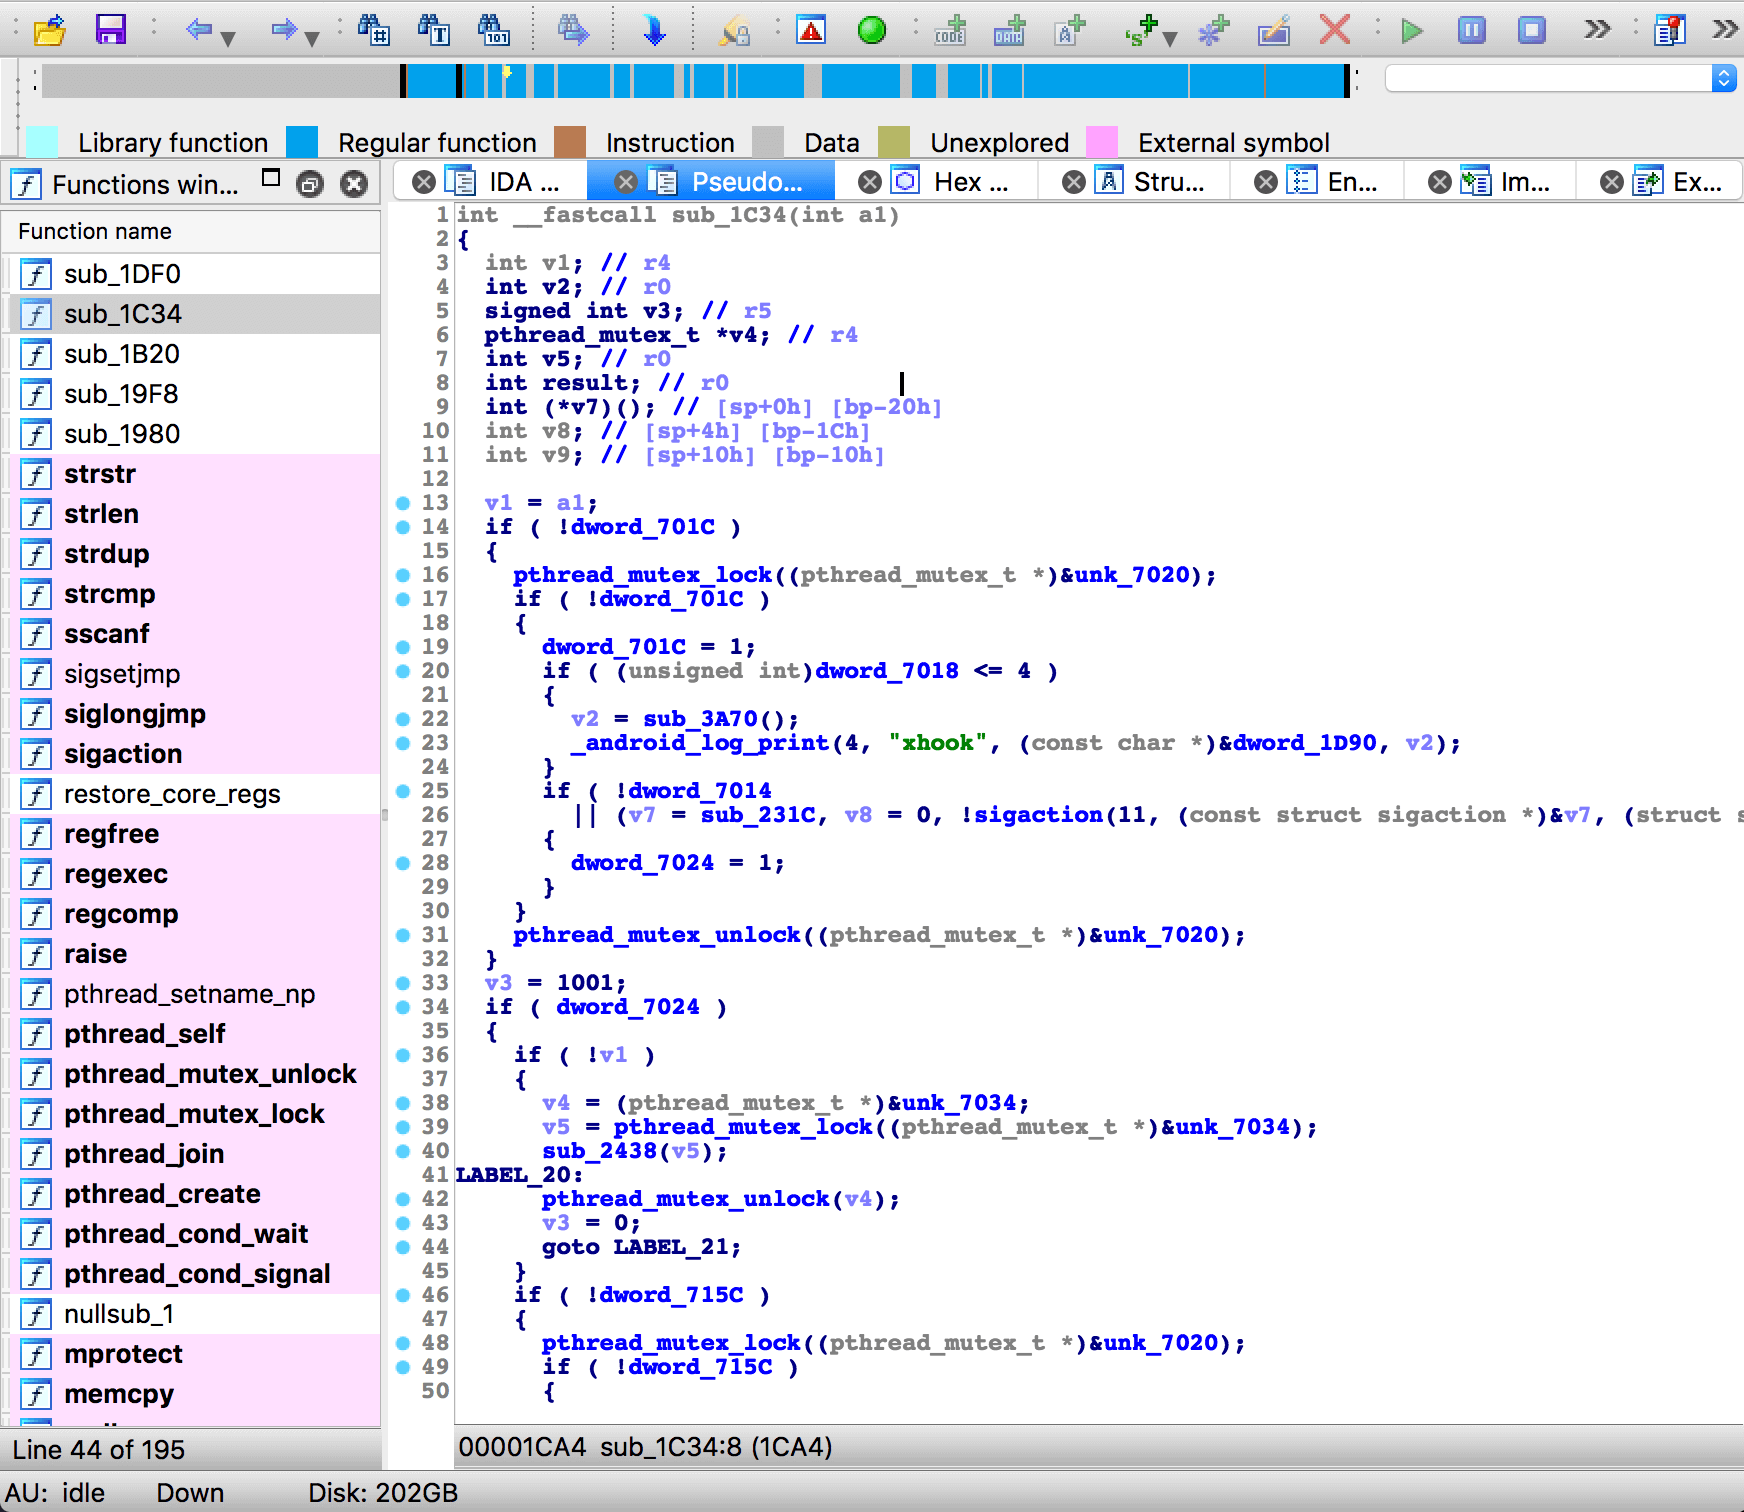 Library function Regular function Instruction Data Unexplored External symbol
Functions win...
IDA ... Pseudo... Hex ... Stru... En... Im... Ex...
Function name
sub_1DF0
sub_1C34
sub_1B20
sub_19F8
sub_1980
strstr
strlen
strdup
strcmp
sscanf
sigsetjmp
siglongjmp
sigaction
restore_core_regs
regfree
regexec
regcomp
raise
pthread_setname_np
pthread_self
pthread_mutex_unlock
pthread_mutex_lock
pthread_join
pthread_create
pthread_cond_wait
pthread_cond_signal
nullsub_1
mprotect
memcpy
Line 44 of 195
1 int __fastcall sub_1C34(int a1)
2 {
3 int v1; // r4
4 int v2; // r0
5 signed int v3; // r5
6 pthread_mutex_t *v4; // r4
7 int v5; // r0
8 int result; // r0
9 int (*v7)(); // [sp+0h] [bp-20h]
10 int v8; // [sp+4h] [bp-1Ch]
11 int v9; // [sp+10h] [bp-10h]
12
13 v1 = a1;
14 if ( !dword_701C )
15 {
16 pthread_mutex_lock((pthread_mutex_t *)&unk_7020);
17 if ( !dword_701C )
18 {
19 dword_701C = 1;
20 if ( (unsigned int)dword_7018 <= 4 )
21 {
22 v2 = sub_3A70();
23 _android_log_print(4, "xhook", (const char *)&dword_1D90, v2);
24 }
25 if ( !dword_7014
26 || (v7 = sub_231C, v8 = 0, !sigaction(11, (const struct sigaction *)&v7, (struct s
27 {
28 dword_7024 = 1;
29 }
30 }
31 pthread_mutex_unlock((pthread_mutex_t *)&unk_7020);
32 }
33 v3 = 1001;
34 if ( dword_7024 )
35 {
36 if ( !v1 )
37 {
38 v4 = (pthread_mutex_t *)&unk_7034;
39 v5 = pthread_mutex_lock((pthread_mutex_t *)&unk_7034);
40 sub_2438(v5);
41 LABEL_20:
42 pthread_mutex_unlock(v4);
43 v3 = 0;
44 goto LABEL_21;
45 }
46 if ( !dword_715C )
47 {
48 pthread_mutex_lock((pthread_mutex_t *)&unk_7020);
49 if ( !dword_715C )
50 {
00001CA4 sub_1C34:8 (1CA4)
AU: idle Down Disk: 202GB